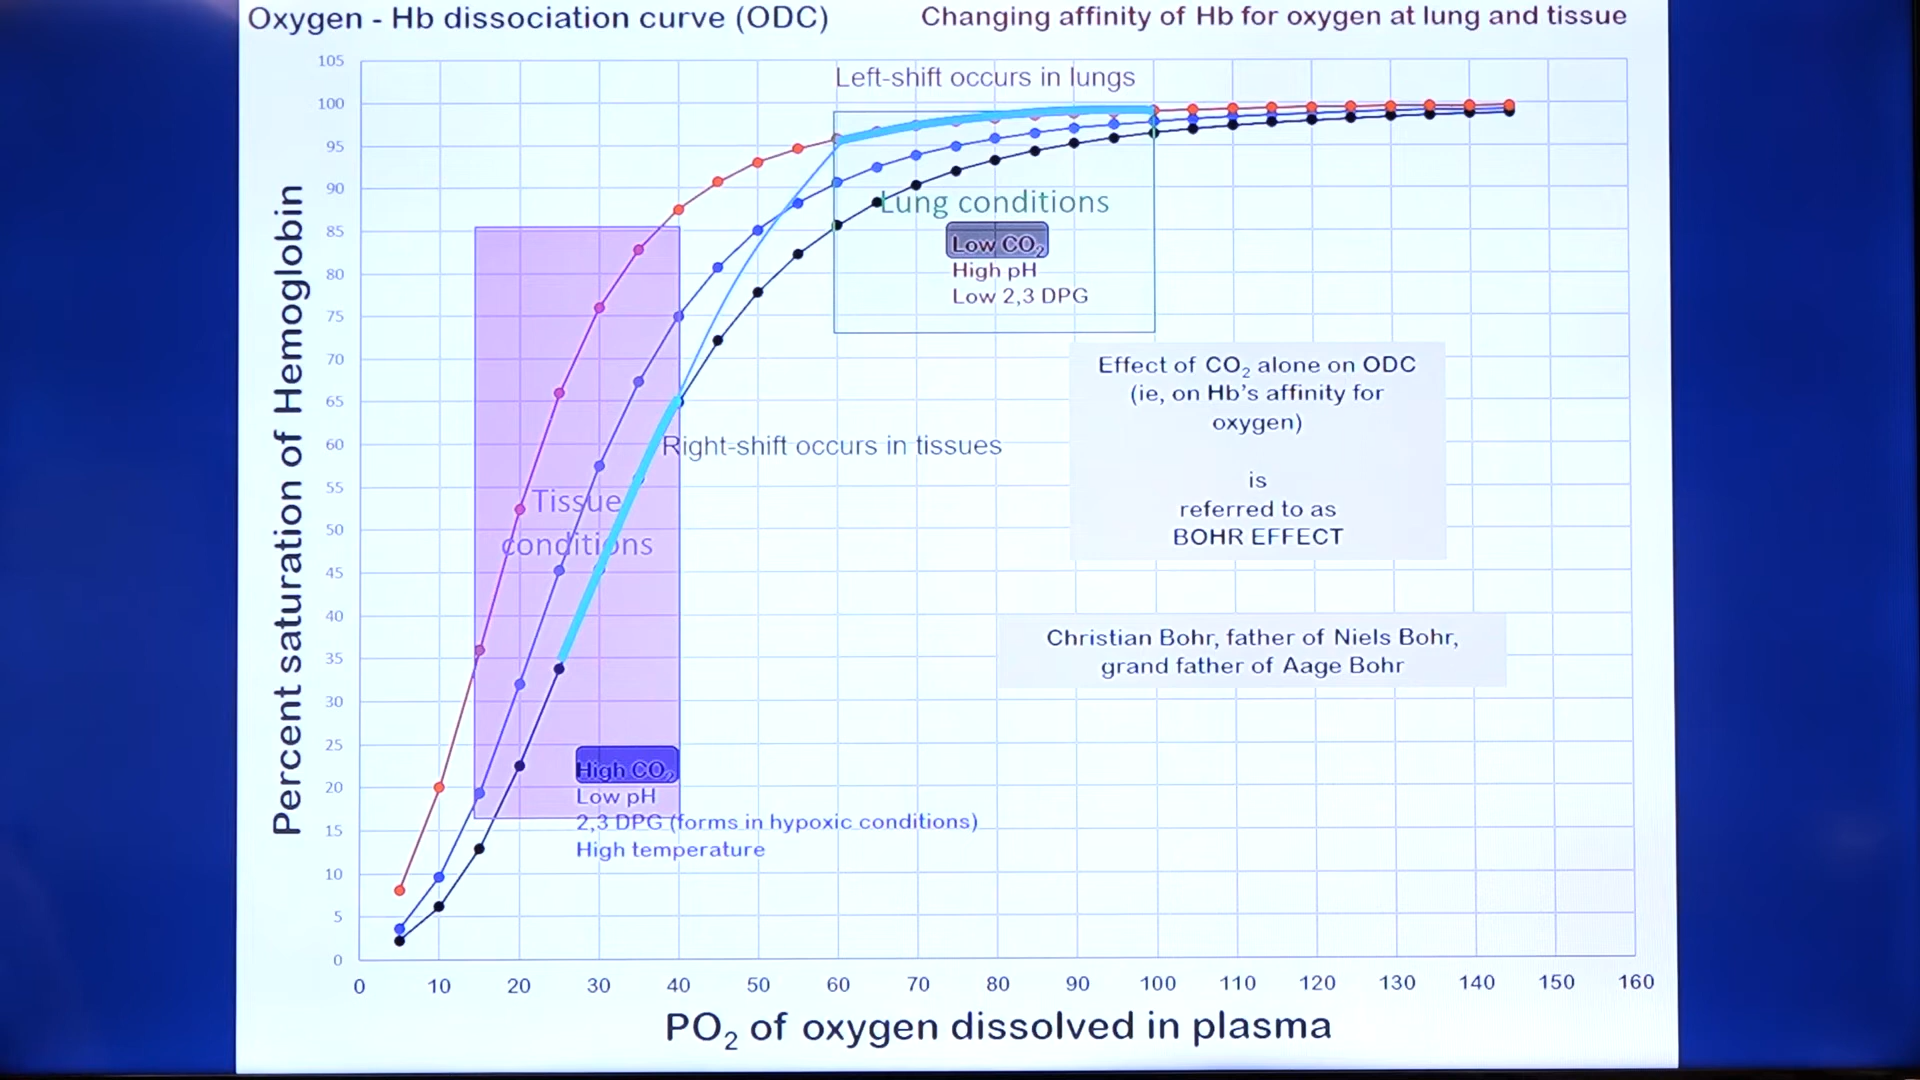 Oxygen - Hb dissociation curve (ODC)
Changing affinity of Hb for oxygen at lung and tissue
Left-shift occurs in lungs
Lung conditions
Low CO₂
High pH
Low 2,3 DPG
Effect of CO₂ alone on ODC
(ie, on Hb's affinity for
oxygen)
is
referred to as
BOHR EFFECT
Right-shift occurs in tissues
Tissue
conditions
Christian Bohr, father of Niels Bohr,
grand father of Aage Bohr
High CO₂
Low pH
2,3 DPG (forms in hypoxic conditions)
High temperature
Percent saturation of Hemoglobin
105
100
95
90
85
80
75
70
65
60
55
50
45
40
35
30
25
20
15
10
5
0
0 10 20 30 40 50 60 70 80 90 100 110 120 130 140 150 160
PO₂ of oxygen dissolved in plasma